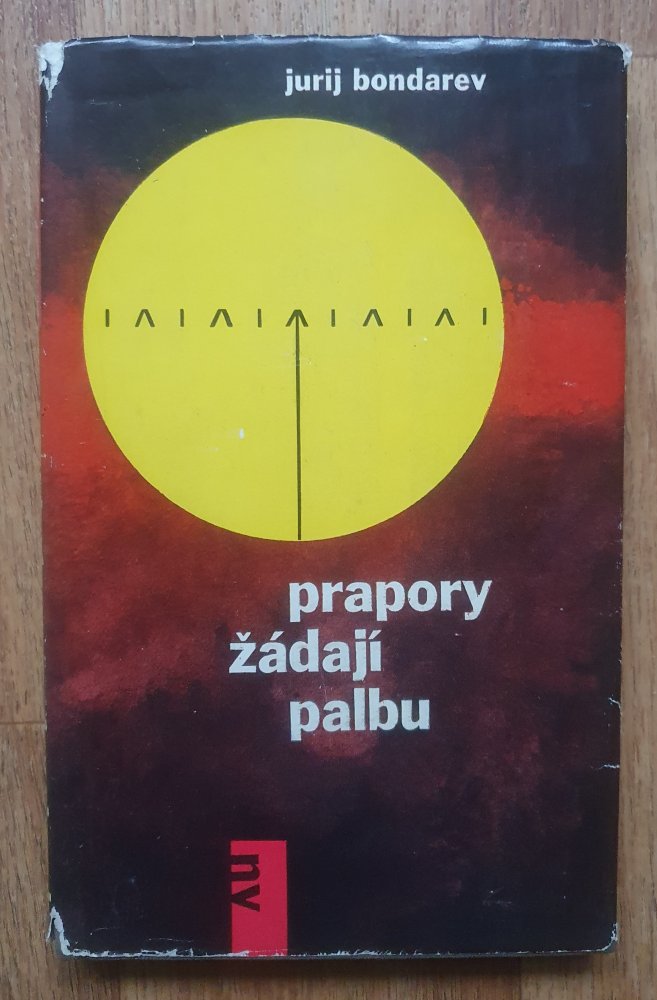 jurij bondarev
prapory
žádají
palbu
nv